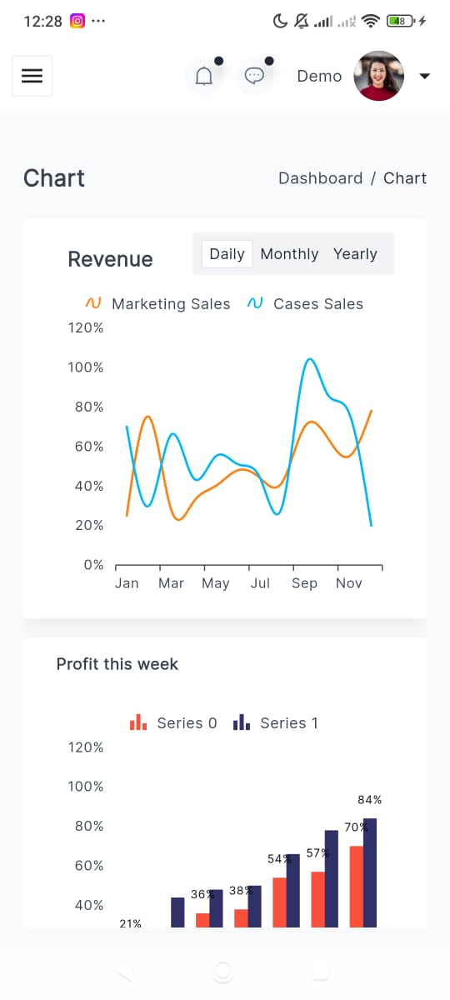 12:28 ... 48
Demo
Chart Dashboard / Chart
Revenue Daily Monthly Yearly
Marketing Sales Cases Sales
120%
100%
80%
60%
40%
20%
0%
Jan Mar May Jul Sep Nov
Profit this week
Series 0 Series 1
120%
100%
84%
80% 70%
60% 54% 57%
40% 36% 38%
21%